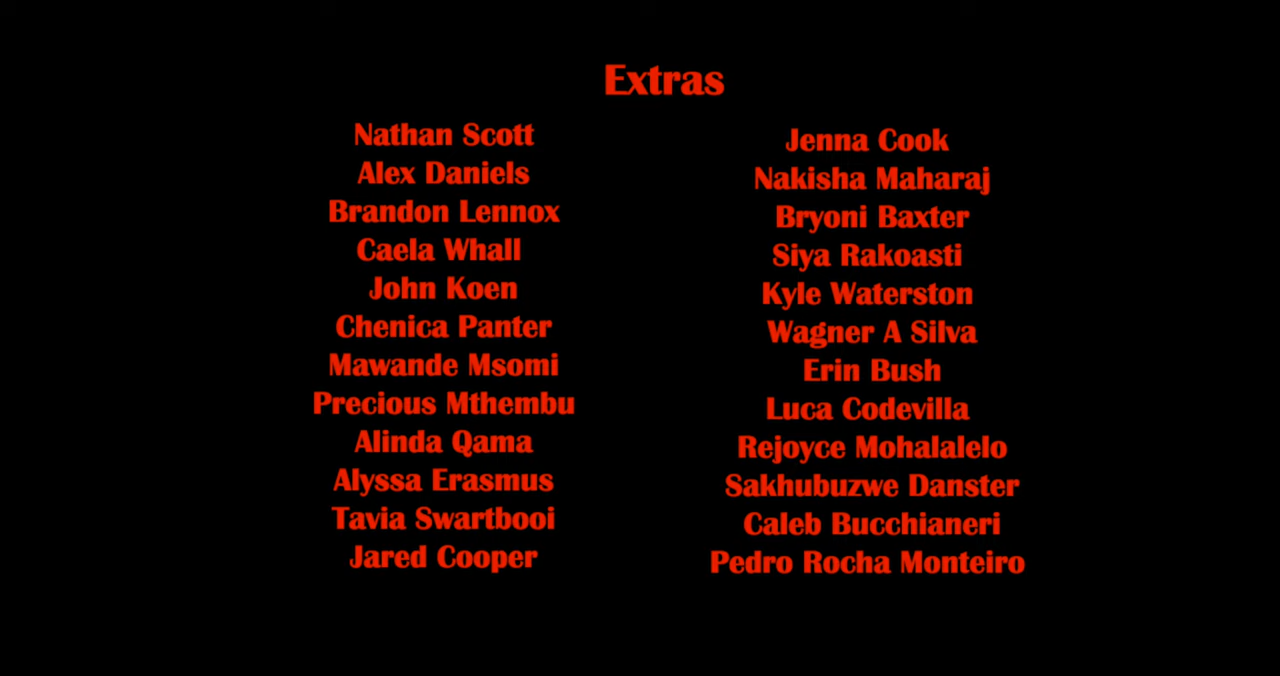 Extras
Nathan Scott
Alex Daniels
Brandon Lennox
Caela Whall
John Koen
Chenica Panter
Mawande Msomi
Precious Mthembu
Alinda Qama
Alyssa Erasmus
Tavia Swartbooi
Jared Cooper
Jenna Cook
Nakisha Maharaj
Bryoni Baxter
Siya Rakoasti
Kyle Waterston
Wagner A Silva
Erin Bush
Luca Codevilla
Rejoyce Mohalalelo
Sakhubuzwe Danster
Caleb Bucchianeri
Pedro Rocha Monteiro